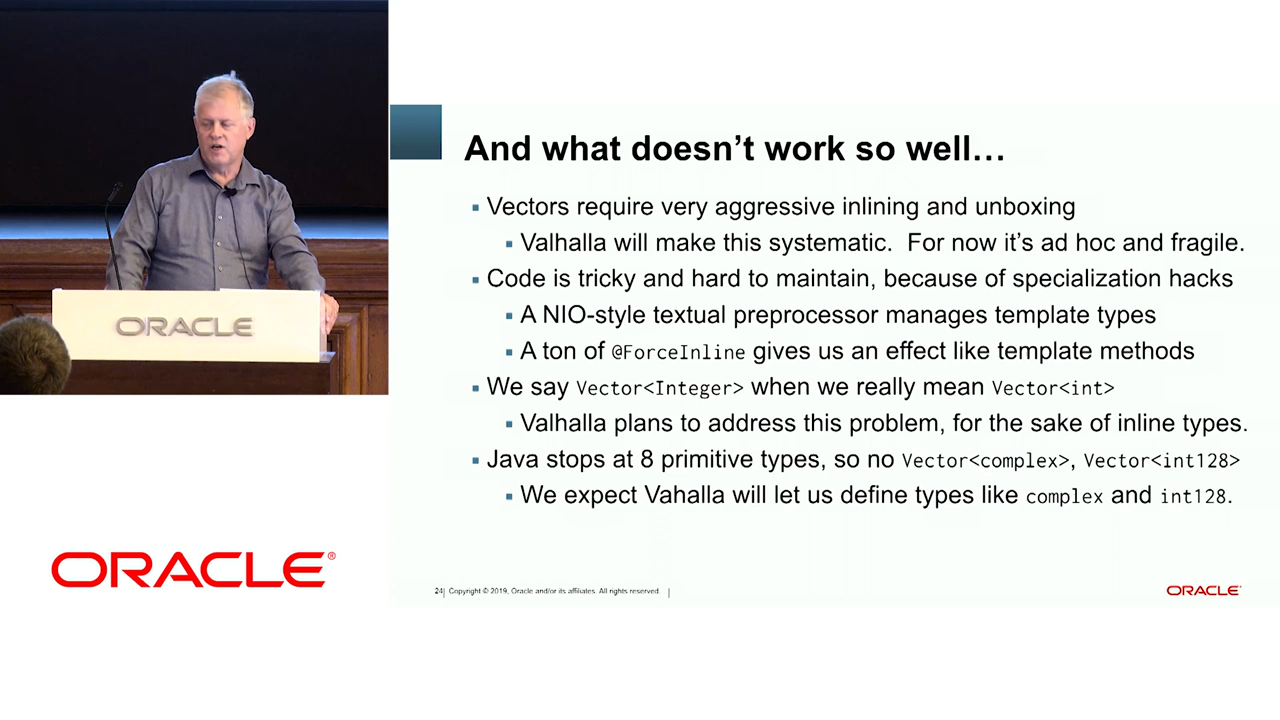 ORACLE
And what doesn't work so well…
▪ Vectors require very aggressive inlining and unboxing
▪ Valhalla will make this systematic.  For now it's ad hoc and fragile.
▪ Code is tricky and hard to maintain, because of specialization hacks
▪ A NIO-style textual preprocessor manages template types
▪ A ton of @ForceInline gives us an effect like template methods
▪ We say Vector<Integer> when we really mean Vector<int>
▪ Valhalla plans to address this problem, for the sake of inline types.
▪ Java stops at 8 primitive types, so no Vector<complex>, Vector<int128>
▪ We expect Vahalla will let us define types like complex and int128.
ORACLE®
24| Copyright © 2019, Oracle and/or its affiliates. All rights reserved. |
ORACLE®